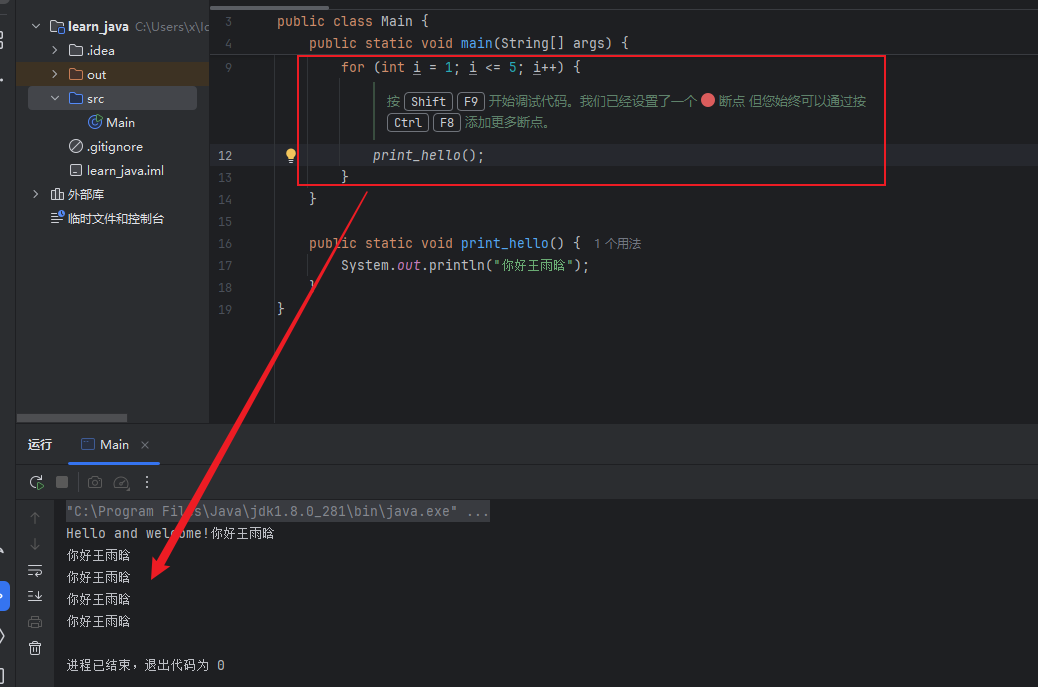 learn_java C:\Users\x\Ic
.idea
out
src
Main
.gitignore
learn_java.iml
外部库
临时文件和控制台
3 public class Main {
4 public static void main(String[] args) {
9 for (int i = 1; i <= 5; i++) {
按 Shift F9 开始调试代码。我们已经设置了一个 断点 但您始终可以通过按
Ctrl F8 添加更多断点。
12 print_hello();
13 }
14 }
15
16 public static void print_hello() { 1 个用法
17 System.out.println("你好王雨晗");
18 }
19 }
运行 Main
"C:\Program Files\Java\jdk1.8.0_281\bin\java.exe" ...
Hello and welcome!你好王雨晗
你好王雨晗
你好王雨晗
你好王雨晗
你好王雨晗
进程已结束，退出代码为 0